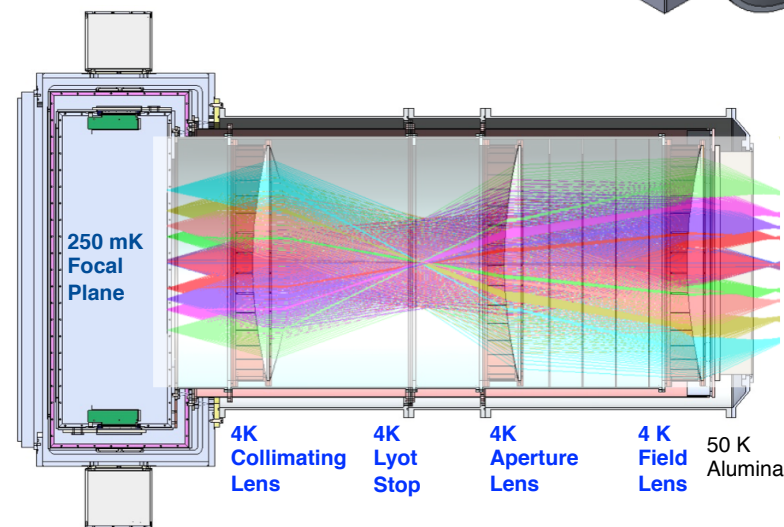 250 mK
Focal
Plane
4K
Collimating
Lens
4K
Lyot
Stop
4K
Aperture
Lens
4 K
Field
Lens
50 K
Alumina